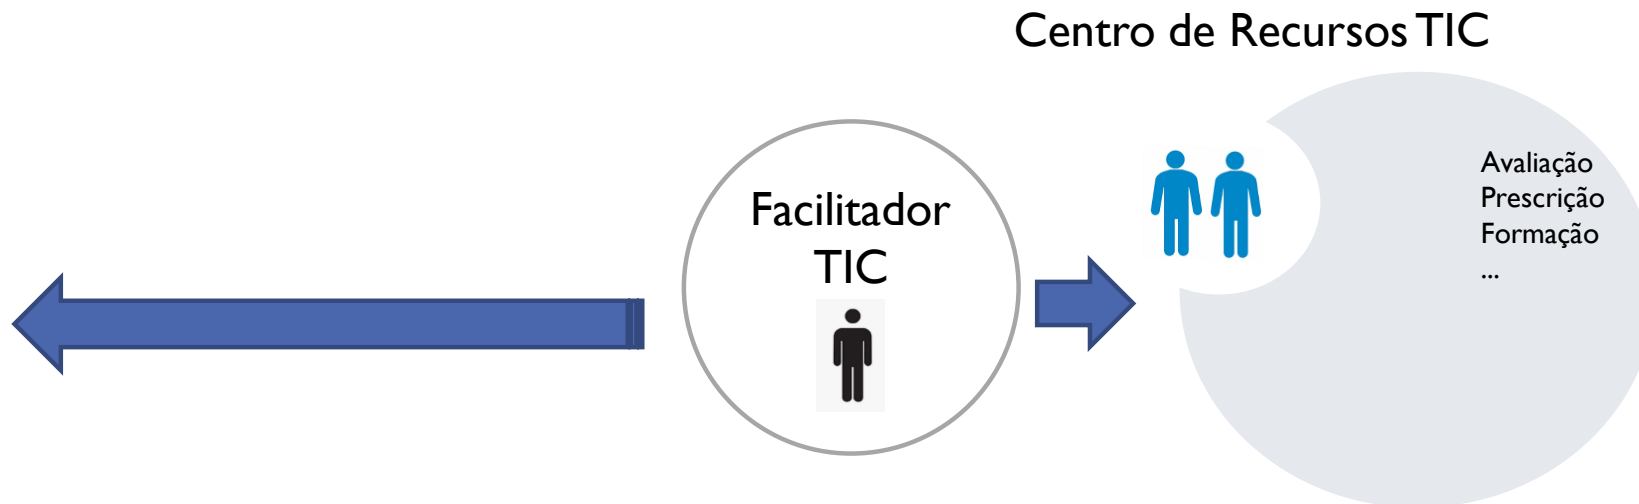 Centro de Recursos TIC
Facilitador
TIC
Avaliação
Prescrição
Formação
...